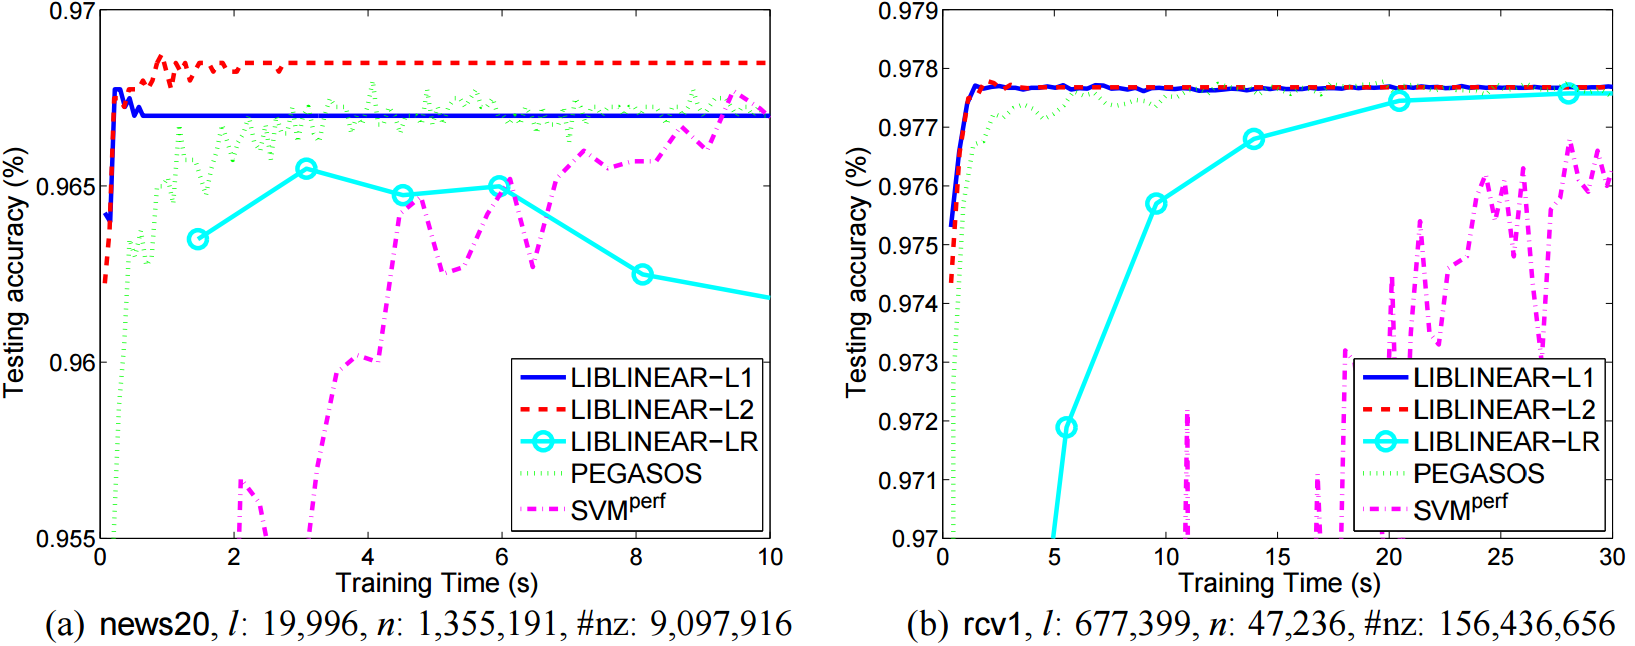 0.97
0.965
0.96
0.955
0
2
4
6
8
10
Testing accuracy (%)
Training Time (s)
LIBLINEAR−L1
LIBLINEAR−L2
LIBLINEAR−LR
PEGASOS
SVMperf
(a) news20, l: 19,996, n: 1,355,191, #nz: 9,097,916
0.979
0.978
0.977
0.976
0.975
0.974
0.973
0.972
0.971
0.97
0
5
10
15
20
25
30
Testing accuracy (%)
Training Time (s)
LIBLINEAR−L1
LIBLINEAR−L2
LIBLINEAR−LR
PEGASOS
SVMperf
(b) rcv1, l: 677,399, n: 47,236, #nz: 156,436,656